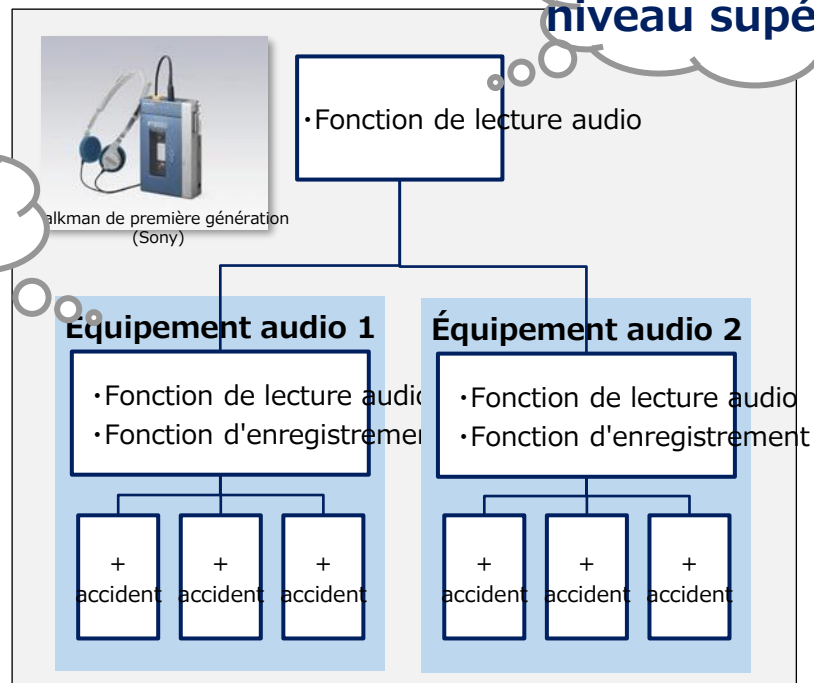 niveau supé
・Fonction de lecture audio
alkman de première génération
(Sony)
Équipement audio 1
・Fonction de lecture audio
・Fonction d'enregistremen
+
accident
+
accident
+
accident
Équipement audio 2
・Fonction de lecture audio
・Fonction d'enregistrement
+
accident
+
accident
+
accident